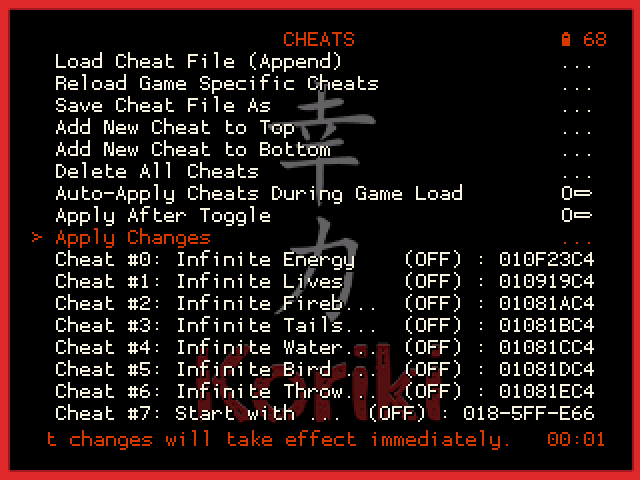 CHEATS 68
Load Cheat File (Append) ...
Reload Game Specific Cheats ...
Save Cheat File As ...
Add New Cheat to Top ...
Add New Cheat to Bottom ...
Delete All Cheats ...
Auto-Apply Cheats During Game Load
Apply After Toggle
> Apply Changes ...
Cheat #0: Infinite Energy (OFF) : 010F23C4
Cheat #1: Infinite Lives (OFF) : 010919C4
Cheat #2: Infinite Fireb... (OFF) : 01081AC4
Cheat #3: Infinite Tails... (OFF) : 01081BC4
Cheat #4: Infinite Water ... (OFF) : 01081CC4
Cheat #5: Infinite Bird ... (OFF) : 01081DC4
Cheat #6: Infinite Throw... (OFF) : 01081EC4
Cheat #7: Start with ... (OFF) : 018-5FF-E66
t changes will take effect immediately. 00:01
幸力
Koriki